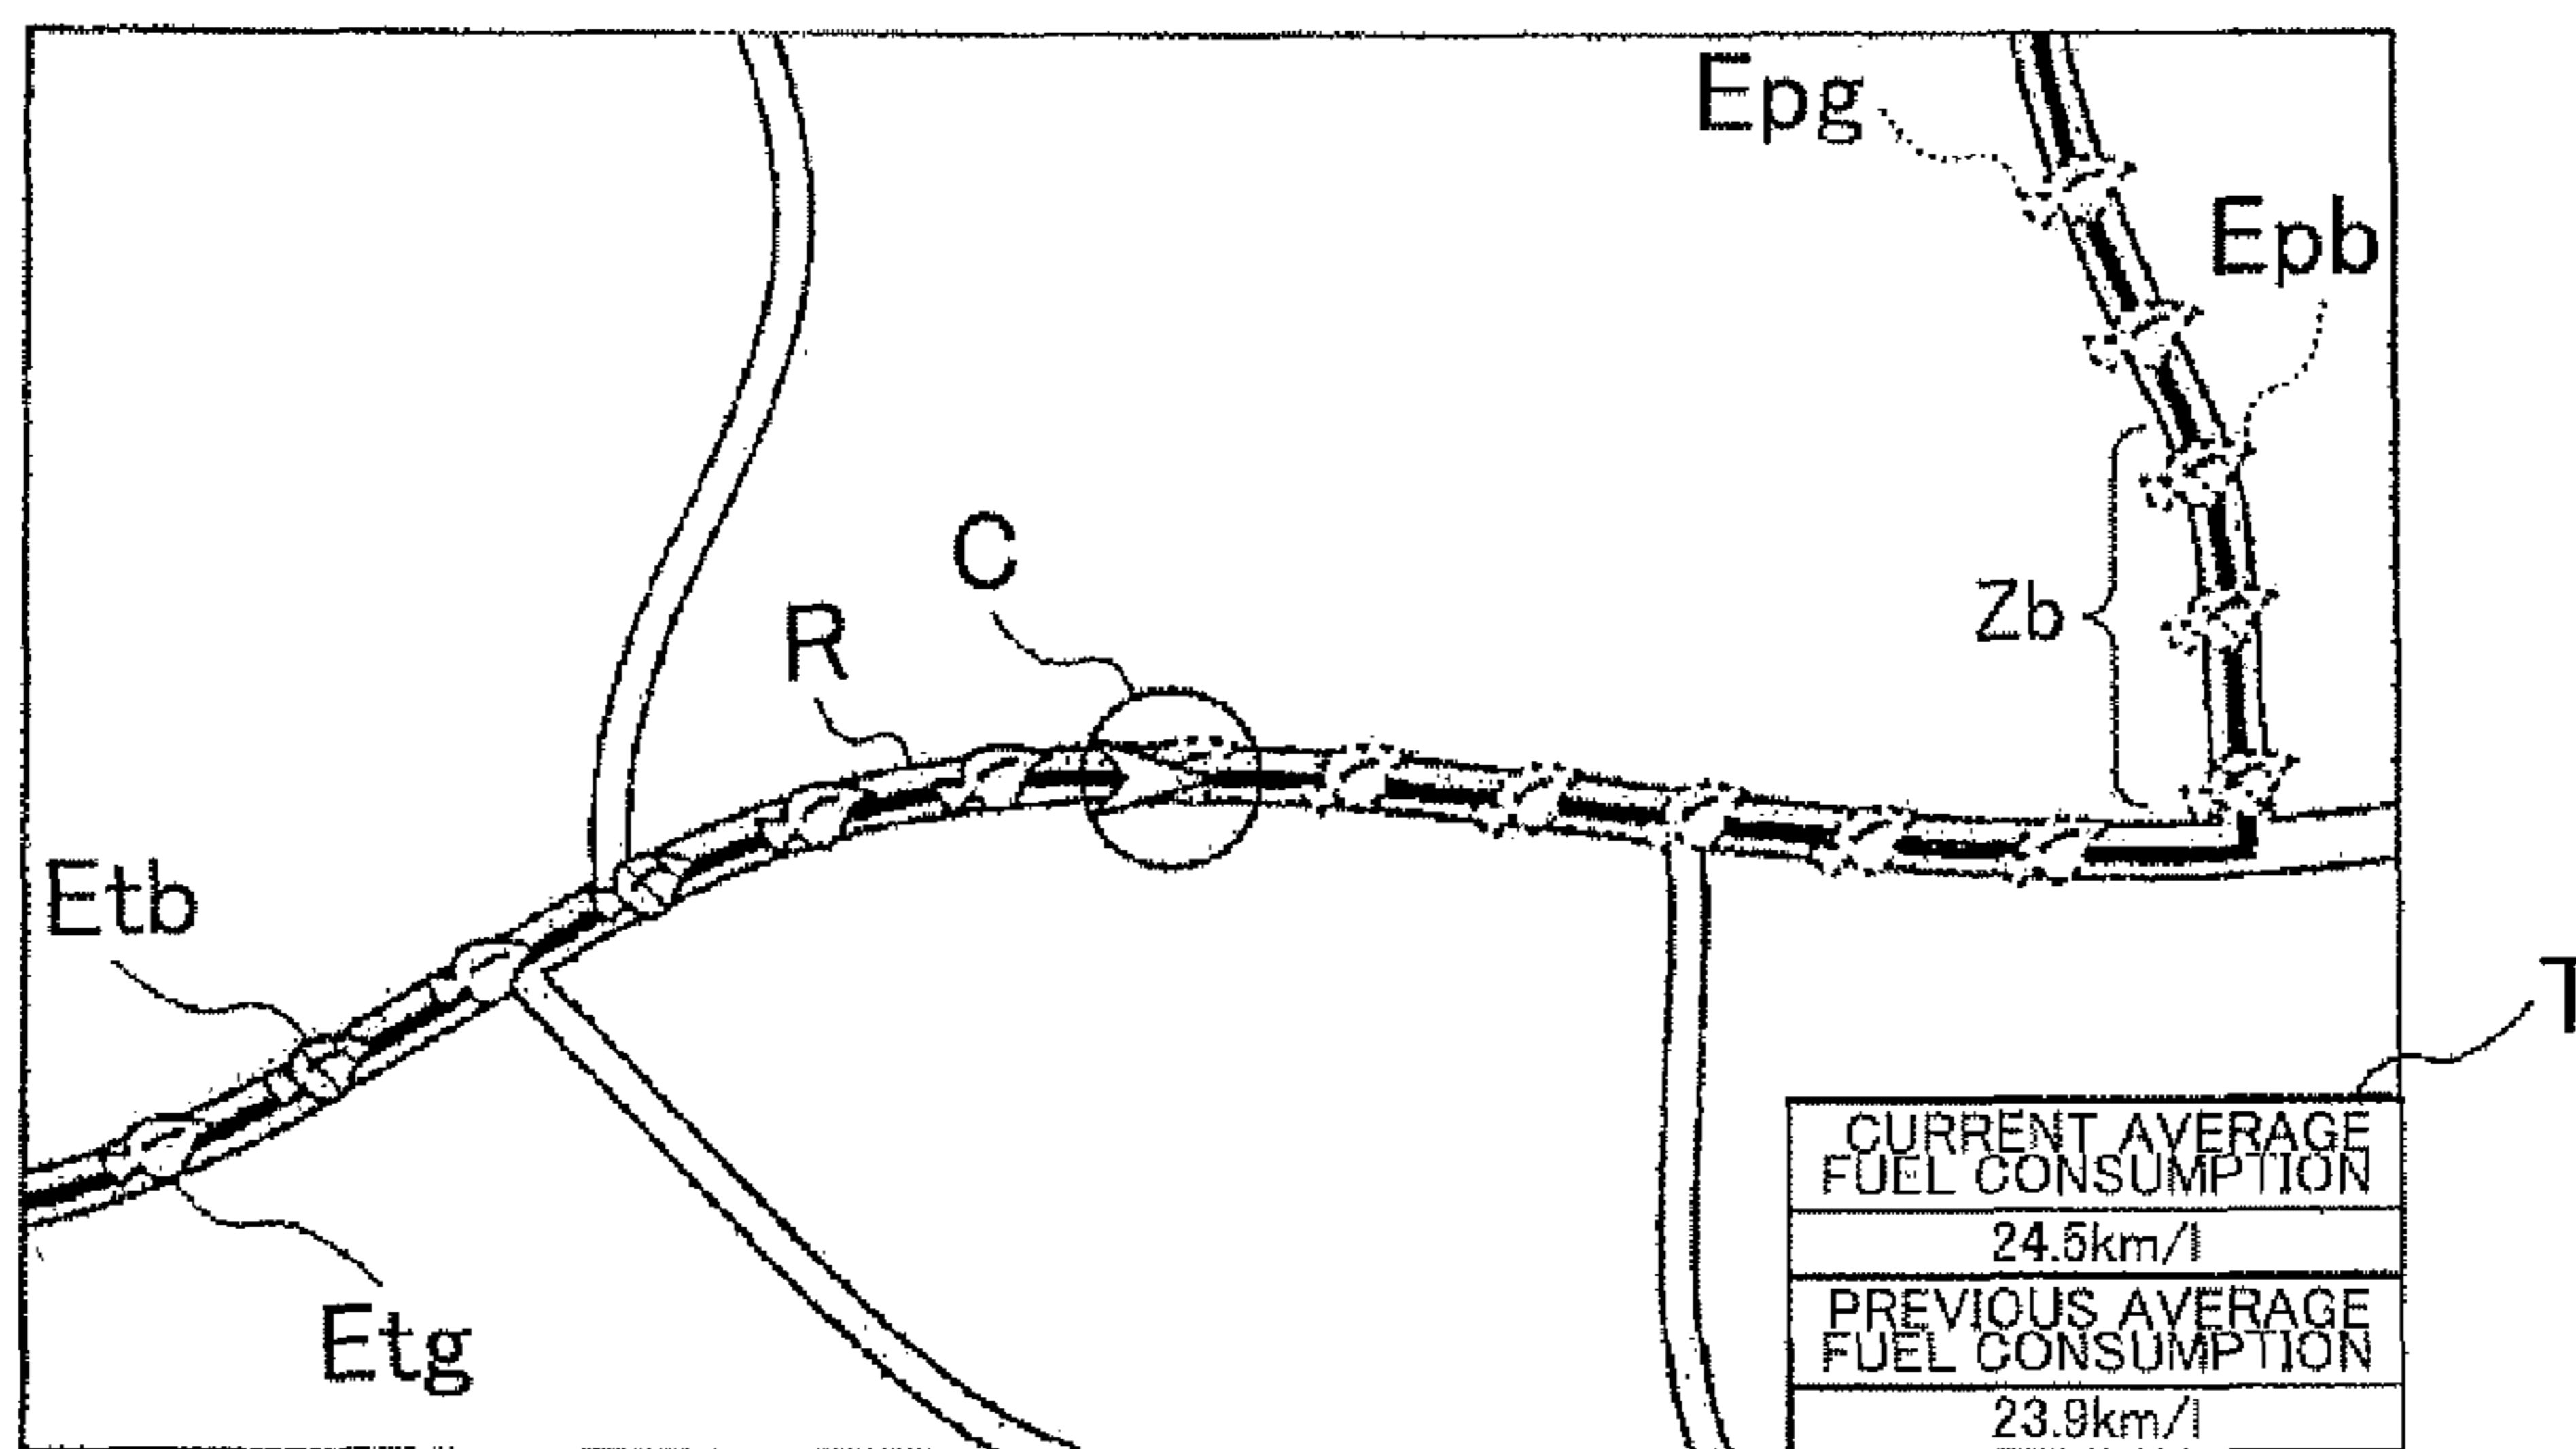 Epg
Epb
C
Zb
R
Etb
T
CURRENT AVERAGE
FUEL CONSUMPTION
24.5km/l
PREVIOUS AVERAGE
FUEL CONSUMPTION
23.9km/l
Etg